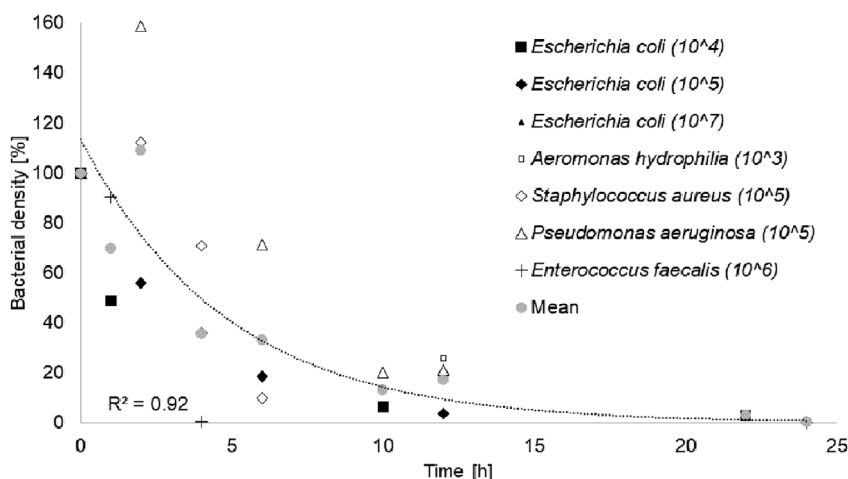 160
140
120
100
80
60
40
20
0
Bacterial density [%]
Escherichia coli (10^4)
Escherichia coli (10^5)
Escherichia coli (10^7)
Aeromonas hydrophilia (10^3)
Staphylococcus aureus (10^5)
Pseudomonas aeruginosa (10^5)
Enterococcus faecalis (10^6)
Mean
R² = 0.92
0 5 10 15 20 25
Time [h]